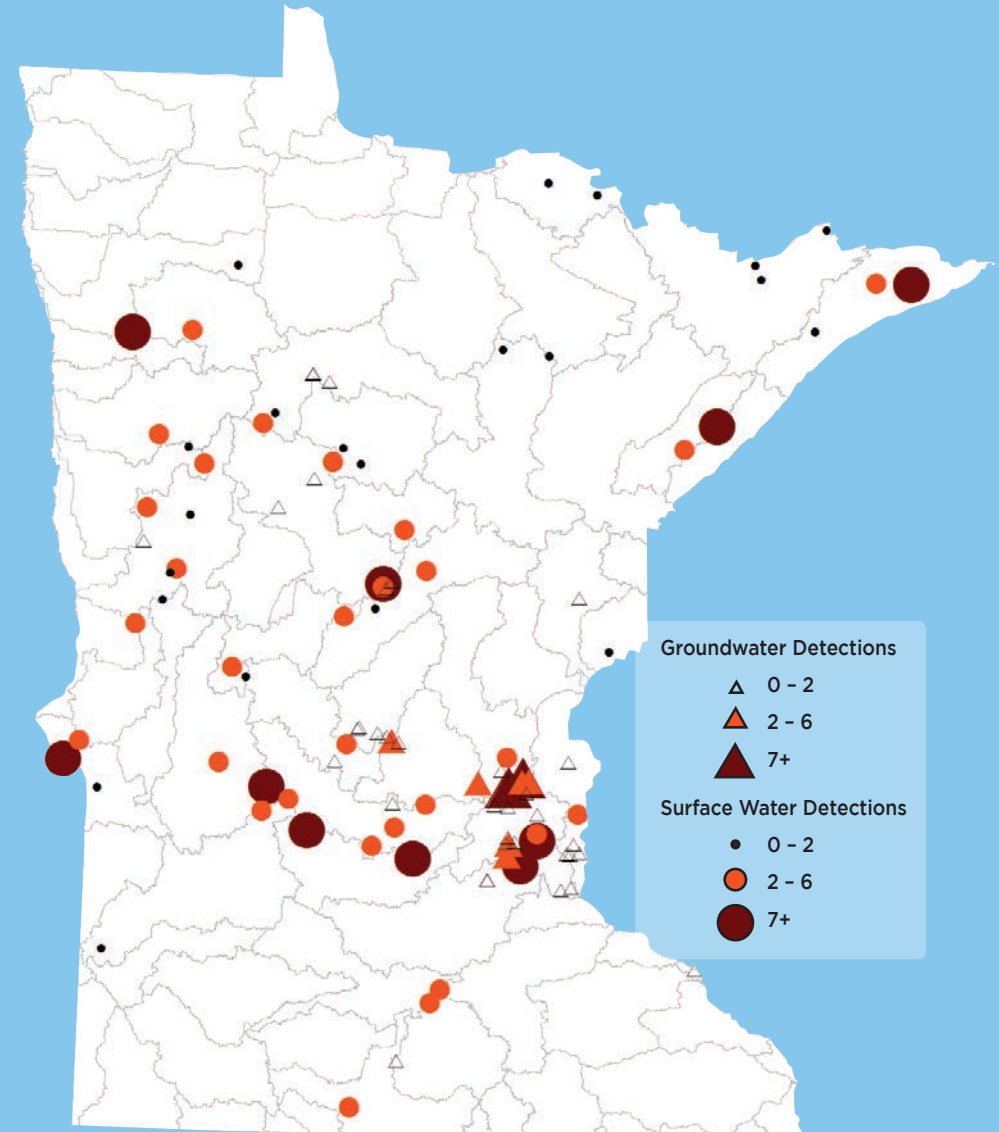 Groundwater Detections
0 – 2
2 – 6
7+
Surface Water Detections
0 – 2
2 – 6
7+